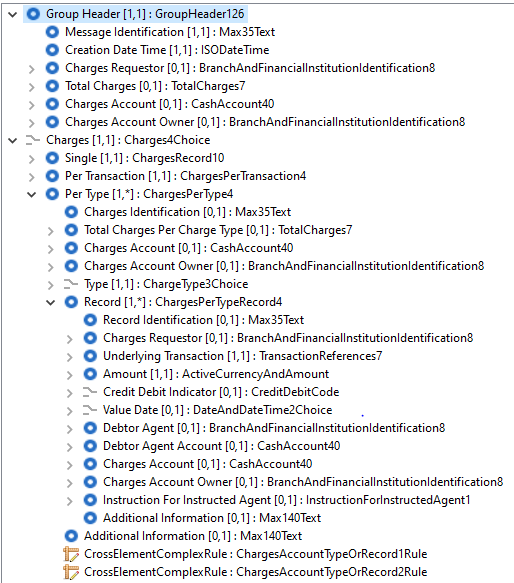 Group Header [1,1] : GroupHeader126
Message Identification [1,1] : Max35Text
Creation Date Time [1,1] : ISODateTime
Charges Requestor [0,1] : BranchAndFinancialInstitutionIdentification8
Total Charges [0,1] : TotalCharges7
Charges Account [0,1] : CashAccount40
Charges Account Owner [0,1] : BranchAndFinancialInstitutionIdentification8
Charges [1,1] : Charges4Choice
Single [1,1] : ChargesRecord10
Per Transaction [1,1] : ChargesPerTransaction4
Per Type [1,*] : ChargesPerType4
Charges Identification [0,1] : Max35Text
Total Charges Per Charge Type [0,1] : TotalCharges7
Charges Account [0,1] : CashAccount40
Charges Account Owner [0,1] : BranchAndFinancialInstitutionIdentification8
Type [1,1] : ChargeType3Choice
Record [1,*] : ChargesPerTypeRecord4
Record Identification [0,1] : Max35Text
Charges Requestor [0,1] : BranchAndFinancialInstitutionIdentification8
Underlying Transaction [1,1] : TransactionReferences7
Amount [1,1] : ActiveCurrencyAndAmount
Credit Debit Indicator [0,1] : CreditDebitCode
Value Date [0,1] : DateAndDateTime2Choice
Debtor Agent [0,1] : BranchAndFinancialInstitutionIdentification8
Debtor Agent Account [0,1] : CashAccount40
Charges Account [0,1] : CashAccount40
Charges Account Owner [0,1] : BranchAndFinancialInstitutionIdentification8
Instruction For Instructed Agent [0,1] : InstructionForInstructedAgent1
Additional Information [0,1] : Max140Text
Additional Information [0,1] : Max140Text
CrossElementComplexRule : ChargesAccountTypeOrRecord1Rule
CrossElementComplexRule : ChargesAccountTypeOrRecord2Rule